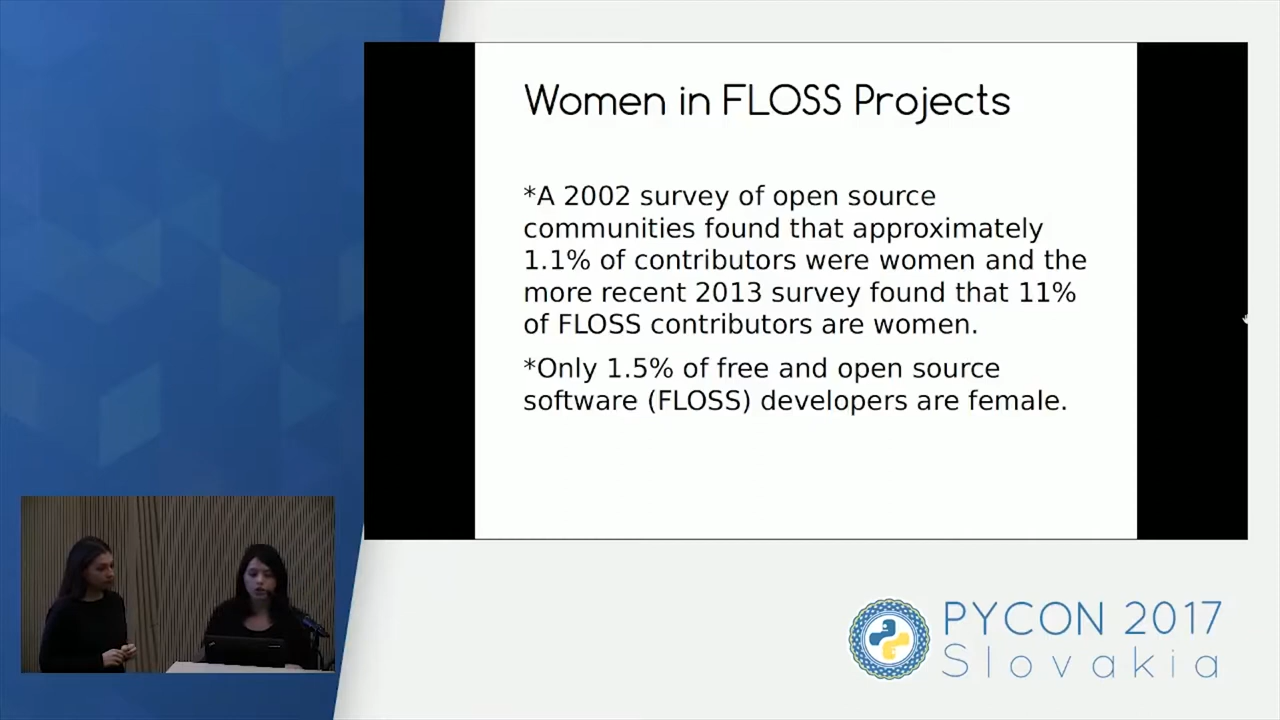 Women in FLOSS Projects
*A 2002 survey of open source
communities found that approximately
1.1% of contributors were women and the
more recent 2013 survey found that 11%
of FLOSS contributors are women.
*Only 1.5% of free and open source
software (FLOSS) developers are female.
PYCON 2017
Slovakia